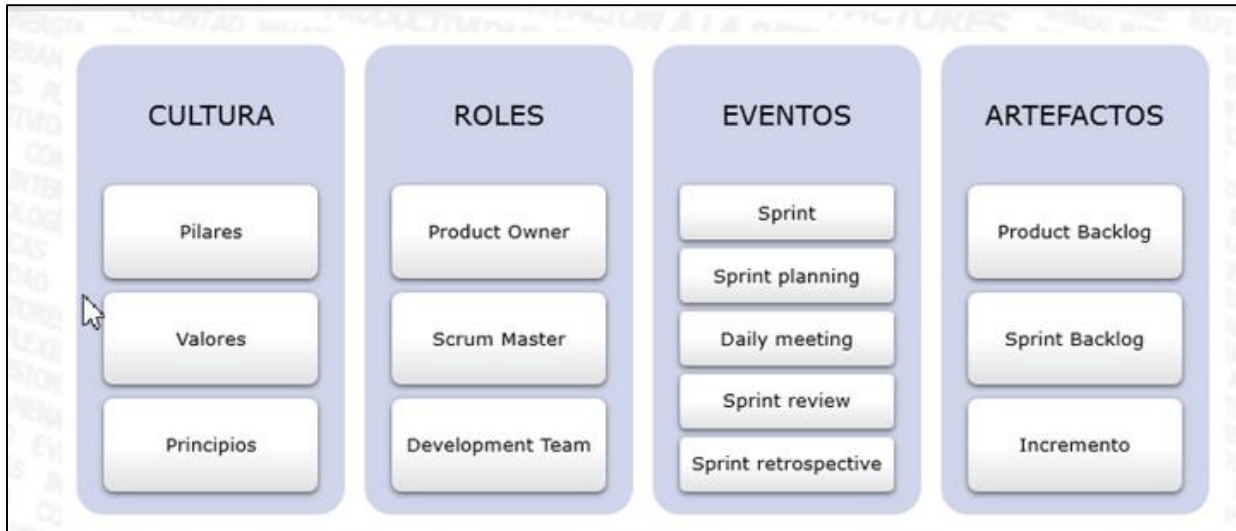 CULTURA
Pilares
Valores
Principios
ROLES
Product Owner
Scrum Master
Development Team
EVENTOS
Sprint
Sprint planning
Daily meeting
Sprint review
Sprint retrospective
ARTEFACTOS
Product Backlog
Sprint Backlog
Incremento